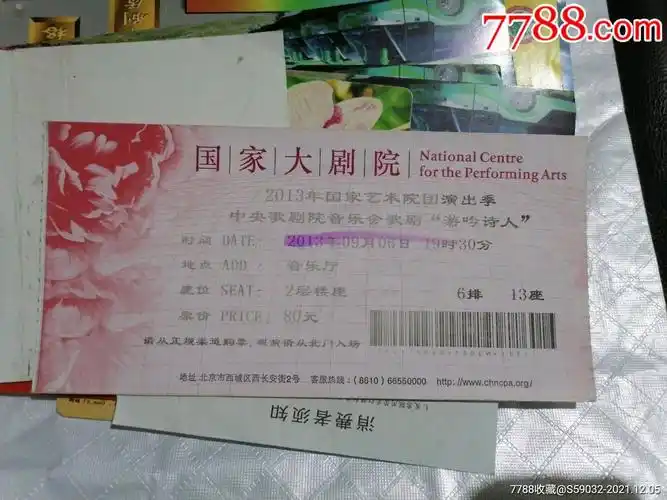 7788.com
国家大剧院
National Centre
for the Performing Arts
2013年国家艺术院团演出季
中央歌剧院音乐会歌剧“游吟诗人”
时间 DATE: 2013年09月06日 19时30分
地点 ADD : 音乐厅
座位 SEAT: 2层楼座 6排 13座
票价 PRICE: 80元
请从正规渠道购票，观众请从北门入场
地址:北京市西城区西长安街2号 客服热线:（8610）66550000 http://www.chncpa.org/
消费者须知
7788收藏@S59032-2021.12.05